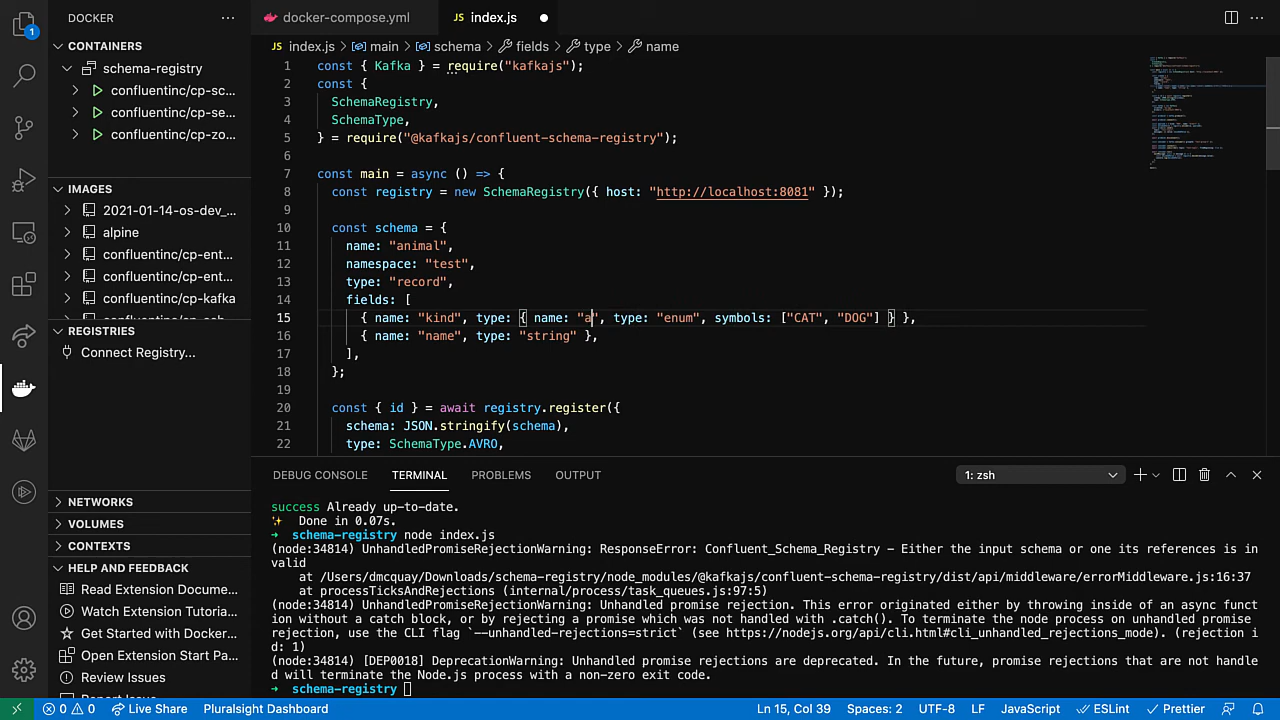 DOCKER
docker-compose.yml
JS index.js
1
CONTAINERS
schema-registry
confluentinc/cp-sc...
confluentinc/cp-se...
confluentinc/cp-zo...
IMAGES
2021-01-14-os-dev_...
alpine
confluentinc/cp-ent...
confluentinc/cp-ent...
confluentinc/cp-kafka
confluentinc/cp-sc...
REGISTRIES
Connect Registry...
NETWORKS
VOLUMES
CONTEXTS
HELP AND FEEDBACK
Read Extension Docume...
Watch Extension Tutoria...
Get Started with Docker...
Open Extension Start Pa...
Review Issues
Report Issue
JS index.js > main > schema > fields > type > name
1 const { Kafka } = require("kafkajs");
2 const {
3 SchemaRegistry,
4 SchemaType,
5 } = require("@kafkajs/confluent-schema-registry");
6
7 const main = async () => {
8 const registry = new SchemaRegistry({ host: "http://localhost:8081" });
9
10 const schema = {
11 name: "animal",
12 namespace: "test",
13 type: "record",
14 fields: [
15 { name: "kind", type: { name: "a", type: "enum", symbols: ["CAT", "DOG"] } },
16 { name: "name", type: "string" },
17 ],
18 };
19
20 const { id } = await registry.register({
21 schema: JSON.stringify(schema),
22 type: SchemaType.AVRO,
DEBUG CONSOLE TERMINAL PROBLEMS OUTPUT
1: zsh
success Already up-to-date.
✨ Done in 0.07s.
➜ schema-registry node index.js
(node:34814) UnhandledPromiseRejectionWarning: ResponseError: Confluent_Schema_Registry - Either the input schema or one its references is in
valid
at /Users/dmcquay/Downloads/schema-registry/node_modules/@kafkajs/confluent-schema-registry/dist/api/middleware/errorMiddleware.js:16:37
at processTicksAndRejections (internal/process/task_queues.js:97:5)
(node:34814) UnhandledPromiseRejectionWarning: Unhandled promise rejection. This error originated either by throwing inside of an async funct
ion without a catch block, or by rejecting a promise which was not handled with .catch(). To terminate the node process on unhandled promise
rejection, use the CLI flag `--unhandled-rejections=strict` (see https://nodejs.org/api/cli.html#cli_unhandled_rejections_mode). (rejection i
d: 1)
(node:34814) [DEP0018] DeprecationWarning: Unhandled promise rejections are deprecated. In the future, promise rejections that are not handle
d will terminate the Node.js process with a non-zero exit code.
➜ schema-registry
0 0 Live Share Pluralsight Dashboard Ln 15, Col 39 Spaces: 2 UTF-8 LF JavaScript ESLint Prettier